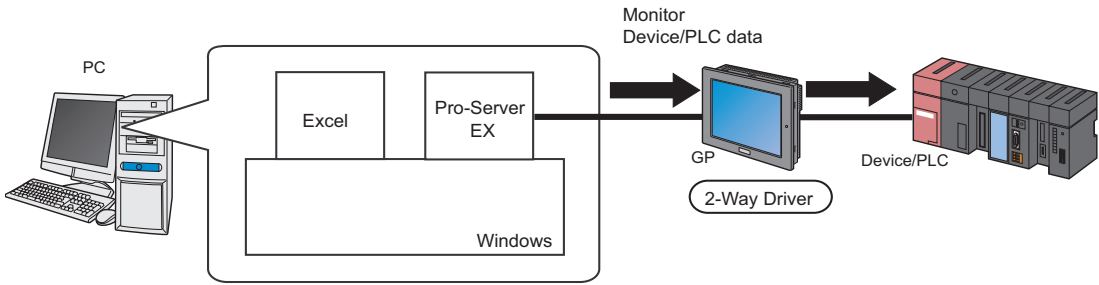 Monitor
Device/PLC data
PC
Excel
Pro-Server
EX
Windows
GP
2-Way Driver
Device/PLC